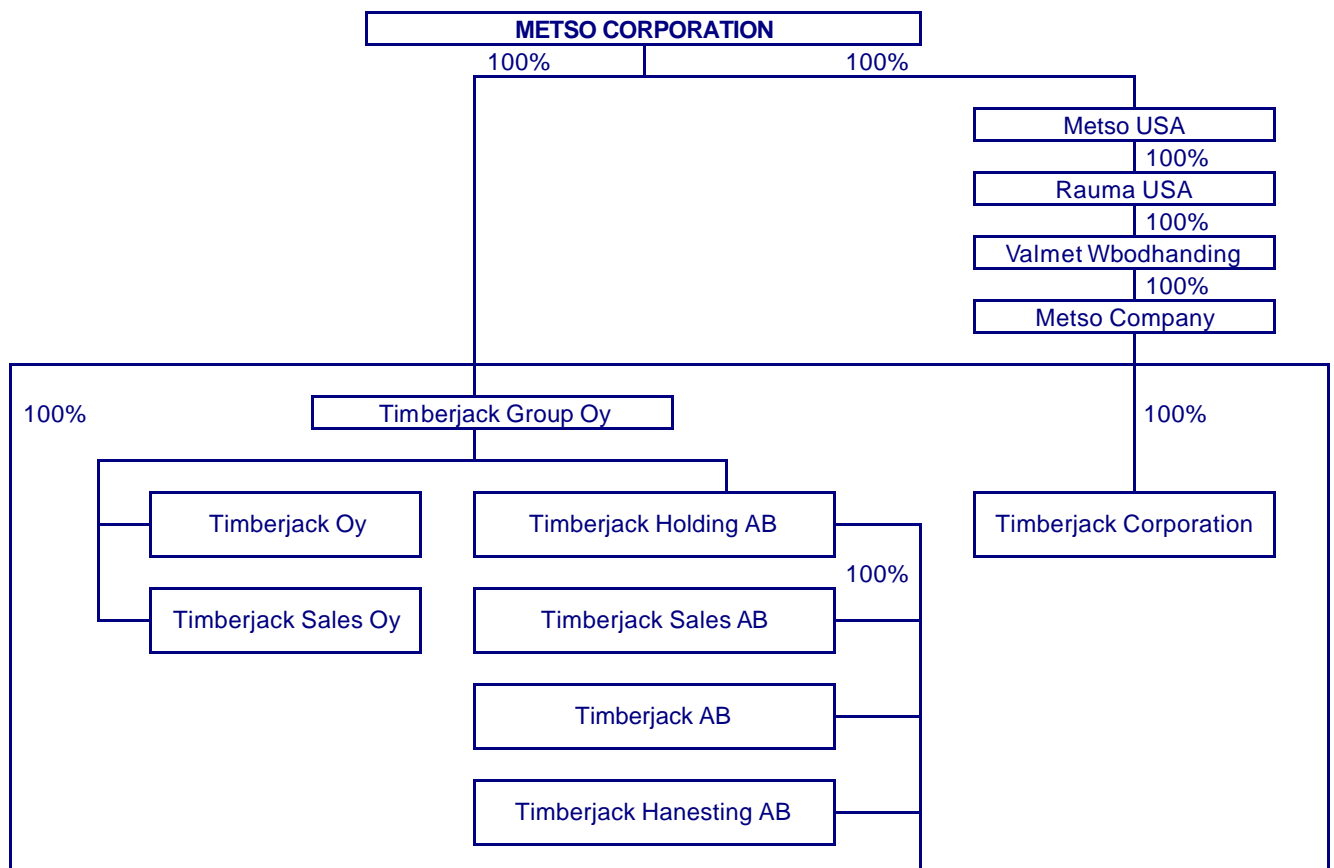 METSO CORPORATION
100%
100%
Metso USA
100%
Rauma USA
100%
Valmet Wbodhanding
100%
Metso Company
100%
Timberjack Group Oy
100%
Timberjack Oy
Timberjack Holding AB
Timberjack Corporation
100%
Timberjack Sales Oy
Timberjack Sales AB
Timberjack AB
Timberjack Hanesting AB